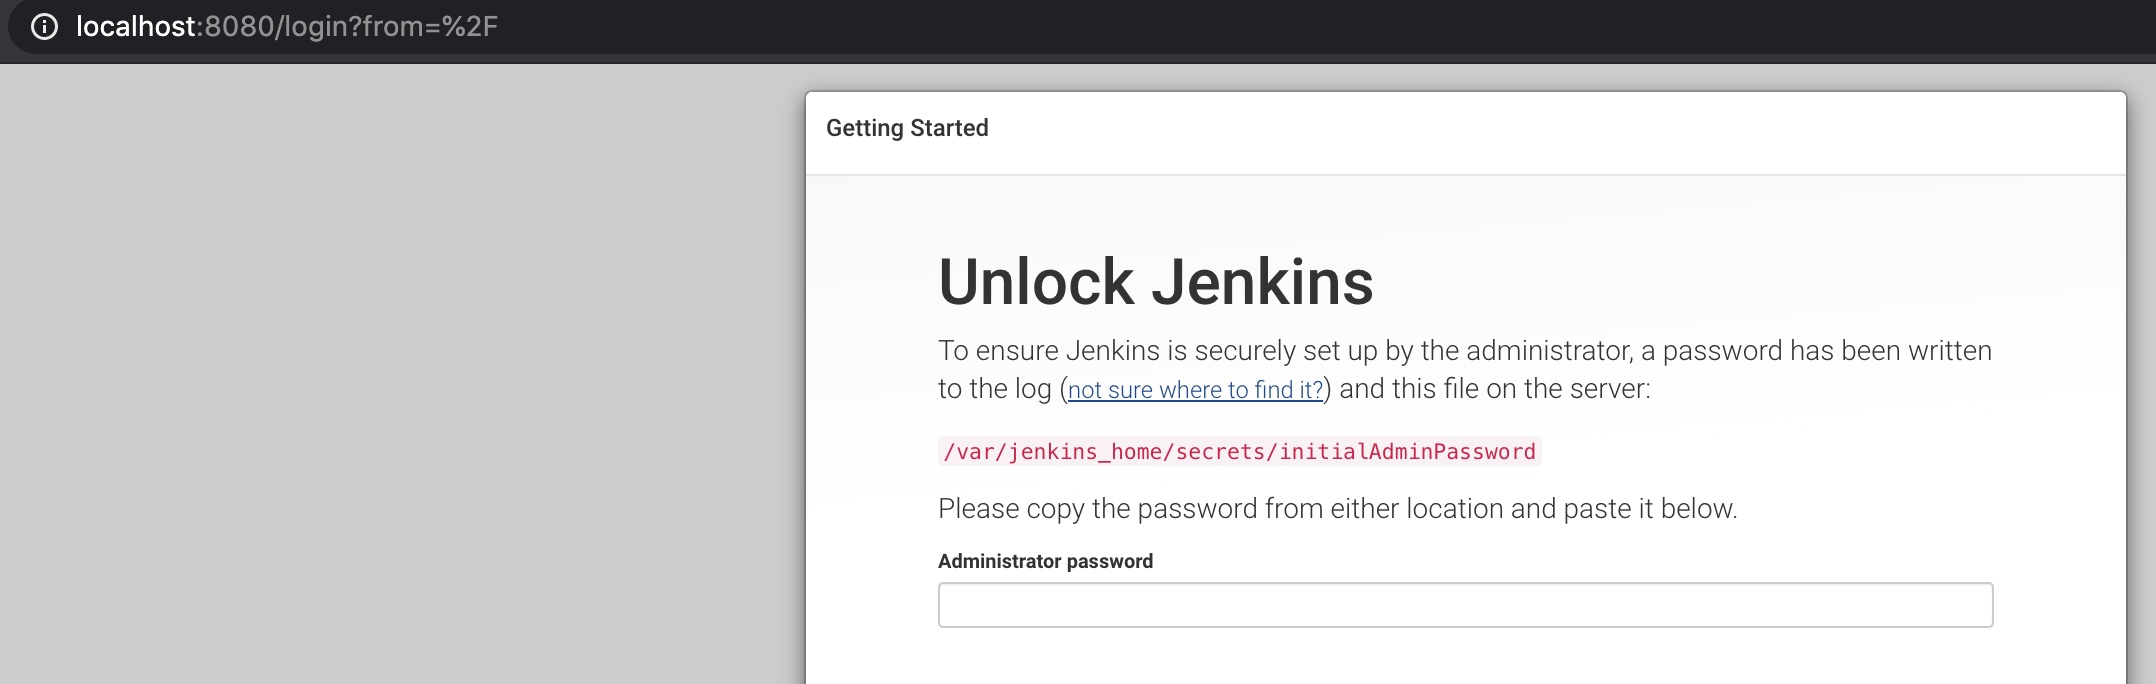 localhost:8080/login?from=%2F
Getting Started
Unlock Jenkins
To ensure Jenkins is securely set up by the administrator, a password has been written
to the log (not sure where to find it?) and this file on the server:
/var/jenkins_home/secrets/initialAdminPassword
Please copy the password from either location and paste it below.
Administrator password